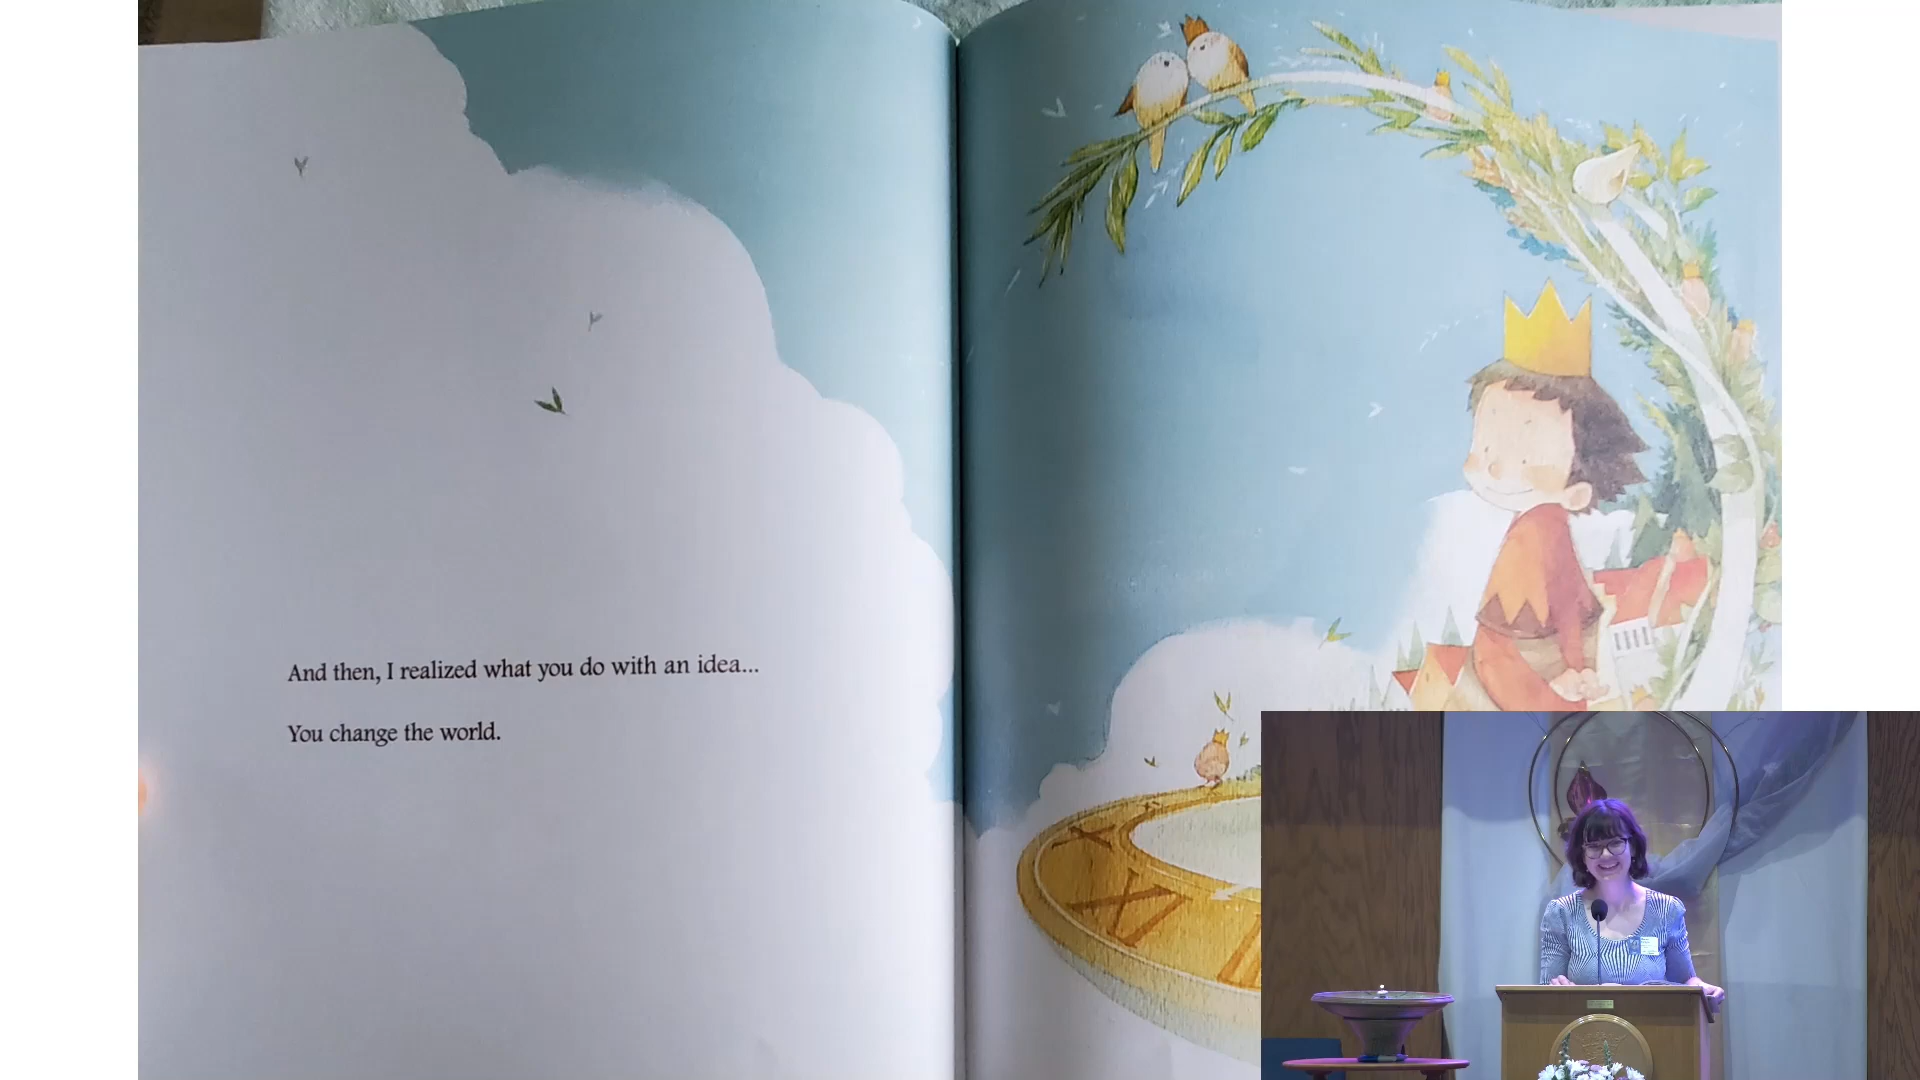 And then, I realized what you do with an idea...
You change the world.